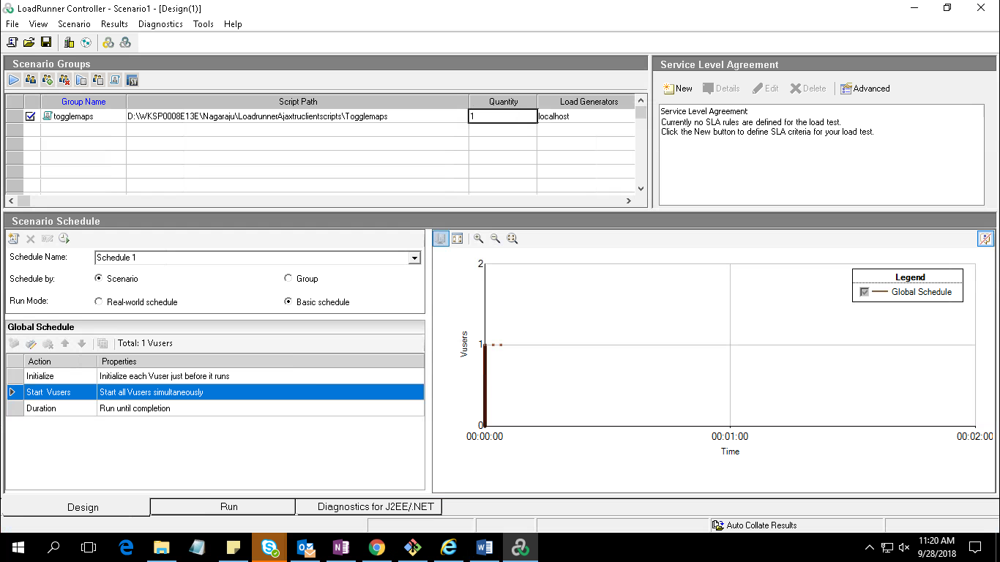 LoadRunner Controller - Scenario1 - [Design(1)]
File View Scenario Results Diagnostics Tools Help
Scenario Groups
Group Name Script Path Quantity Load Generators
togglemaps D:\WKSP0008E13E\Nagaraju\LoadrunnerAjaxtruclientscripts\Togglemaps 1 localhost
Service Level Agreement
New Details Edit Delete Advanced
Service Level Agreement
Currently no SLA rules are defined for the load test.
Click the New button to define SLA criteria for your load test.
Scenario Schedule
Schedule Name: Schedule 1
Schedule by: Scenario Group
Run Mode: Real-world schedule Basic schedule
Global Schedule
Total: 1 Vusers
Action Properties
Initialize Initialize each Vuser just before it runs
Start Vusers Start all Vusers simultaneously
Duration Run until completion
2
1
0
Vusers
00:00:00 00:01:00 00:02:00
Time
Legend
Global Schedule
Design Run Diagnostics for J2EE/.NET
Auto Collate Results
11:20 AM
9/28/2018